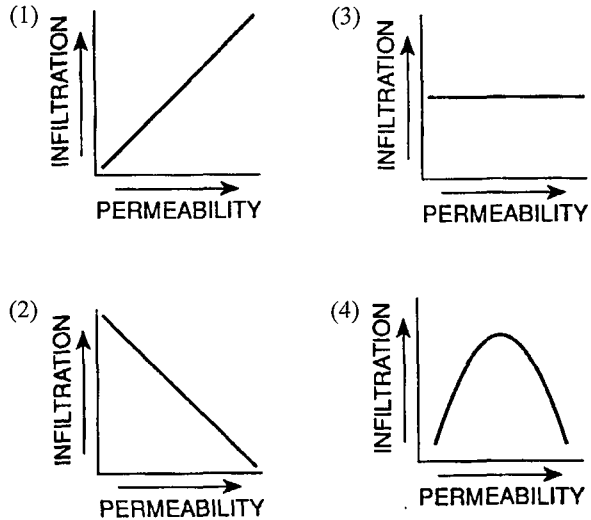 (1)
INFILTRATION
PERMEABILITY
(3)
INFILTRATION
PERMEABILITY
(2)
INFILTRATION
PERMEABILITY
(4)
INFILTRATION
PERMEABILITY